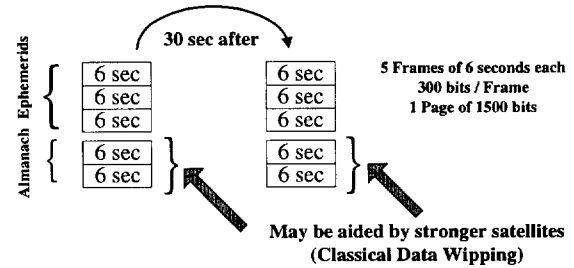 30 sec after
Almanach Ephemerids
6 sec
6 sec
6 sec
6 sec
6 sec
6 sec
6 sec
6 sec
6 sec
6 sec
5 Frames of 6 seconds each
300 bits / Frame
1 Page of 1500 bits
May be aided by stronger satellites
(Classical Data Wipping)